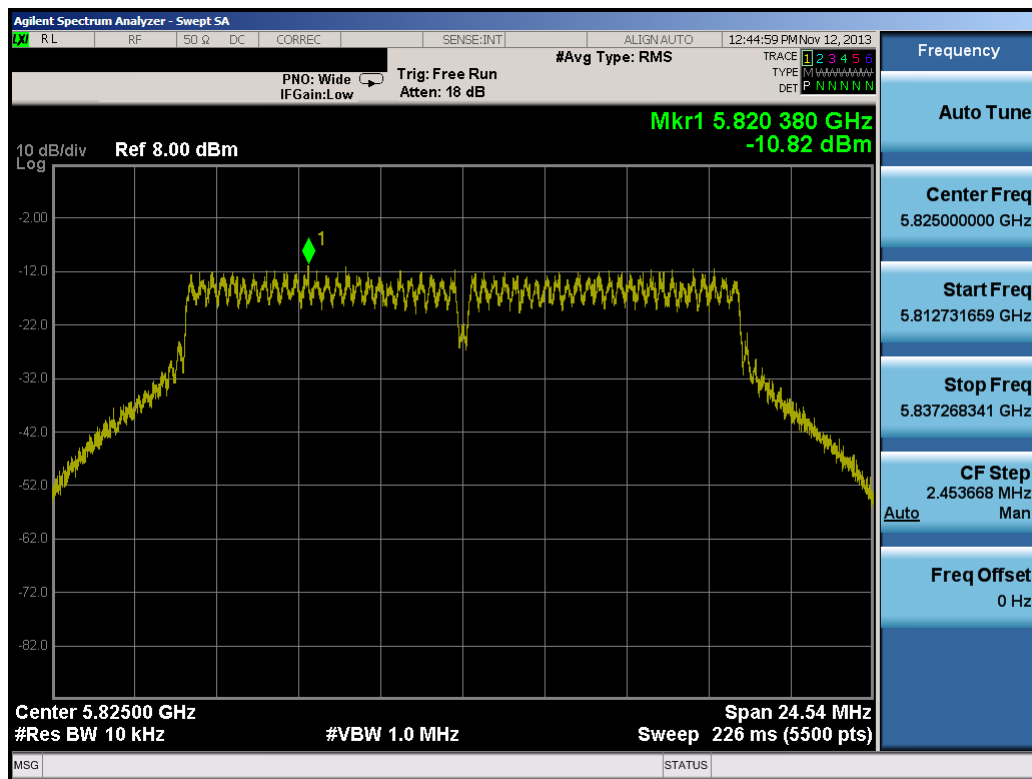 Agilent Spectrum Analyzer - Swept SA
LXI RL RF 50 Ω DC CORREC SENSE:INT ALIGN AUTO 12:44:59 PM Nov 12, 2013
Frequency
PNO: Wide
IFGain:Low
Trig: Free Run
Atten: 18 dB
#Avg Type: RMS
TRACE 1 2 3 4 5 6
TYPE M WWWWW
DET P N N N N N
Auto Tune
Mkr1 5.820 380 GHz
-10.82 dBm
10 dB/div Ref 8.00 dBm
Log
1
-2.00
-12.0
-22.0
-32.0
-42.0
-52.0
-62.0
-72.0
-82.0
Center Freq
5.825000000 GHz
Start Freq
5.812731659 GHz
Stop Freq
5.837268341 GHz
CF Step
2.453668 MHz
Auto Man
Freq Offset
0 Hz
Center 5.82500 GHz Span 24.54 MHz
#Res BW 10 kHz #VBW 1.0 MHz Sweep 226 ms (5500 pts)
MSG STATUS